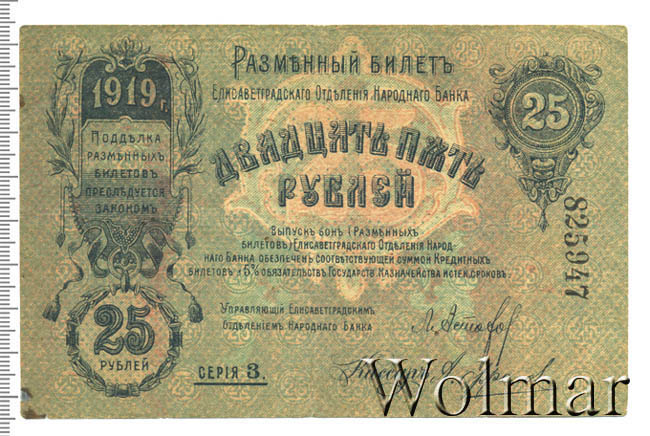 1919 г.
Поддѣлка
размѣнныхъ
билетовъ
преслѣдуется
закономъ
25
рублей
Размѣнный билетъ
Елисаветградскаго Отдѣленія Народнаго Банка
25
Двадцать пять
рублей
Выпускъ бонъ (размѣнныхъ
билетовъ) Елисаветградскаго Отдѣленія Народ-
наго Банка обезпеченъ соотвѣтствующей суммой Кредитныхъ
билетовъ и 5% обязательствъ Государств. Казначейства истек. сроковъ.
Управляющій Елисаветградскимъ
Отдѣленіемъ Народнаго Банка
Серія З.
825947
Wolmar